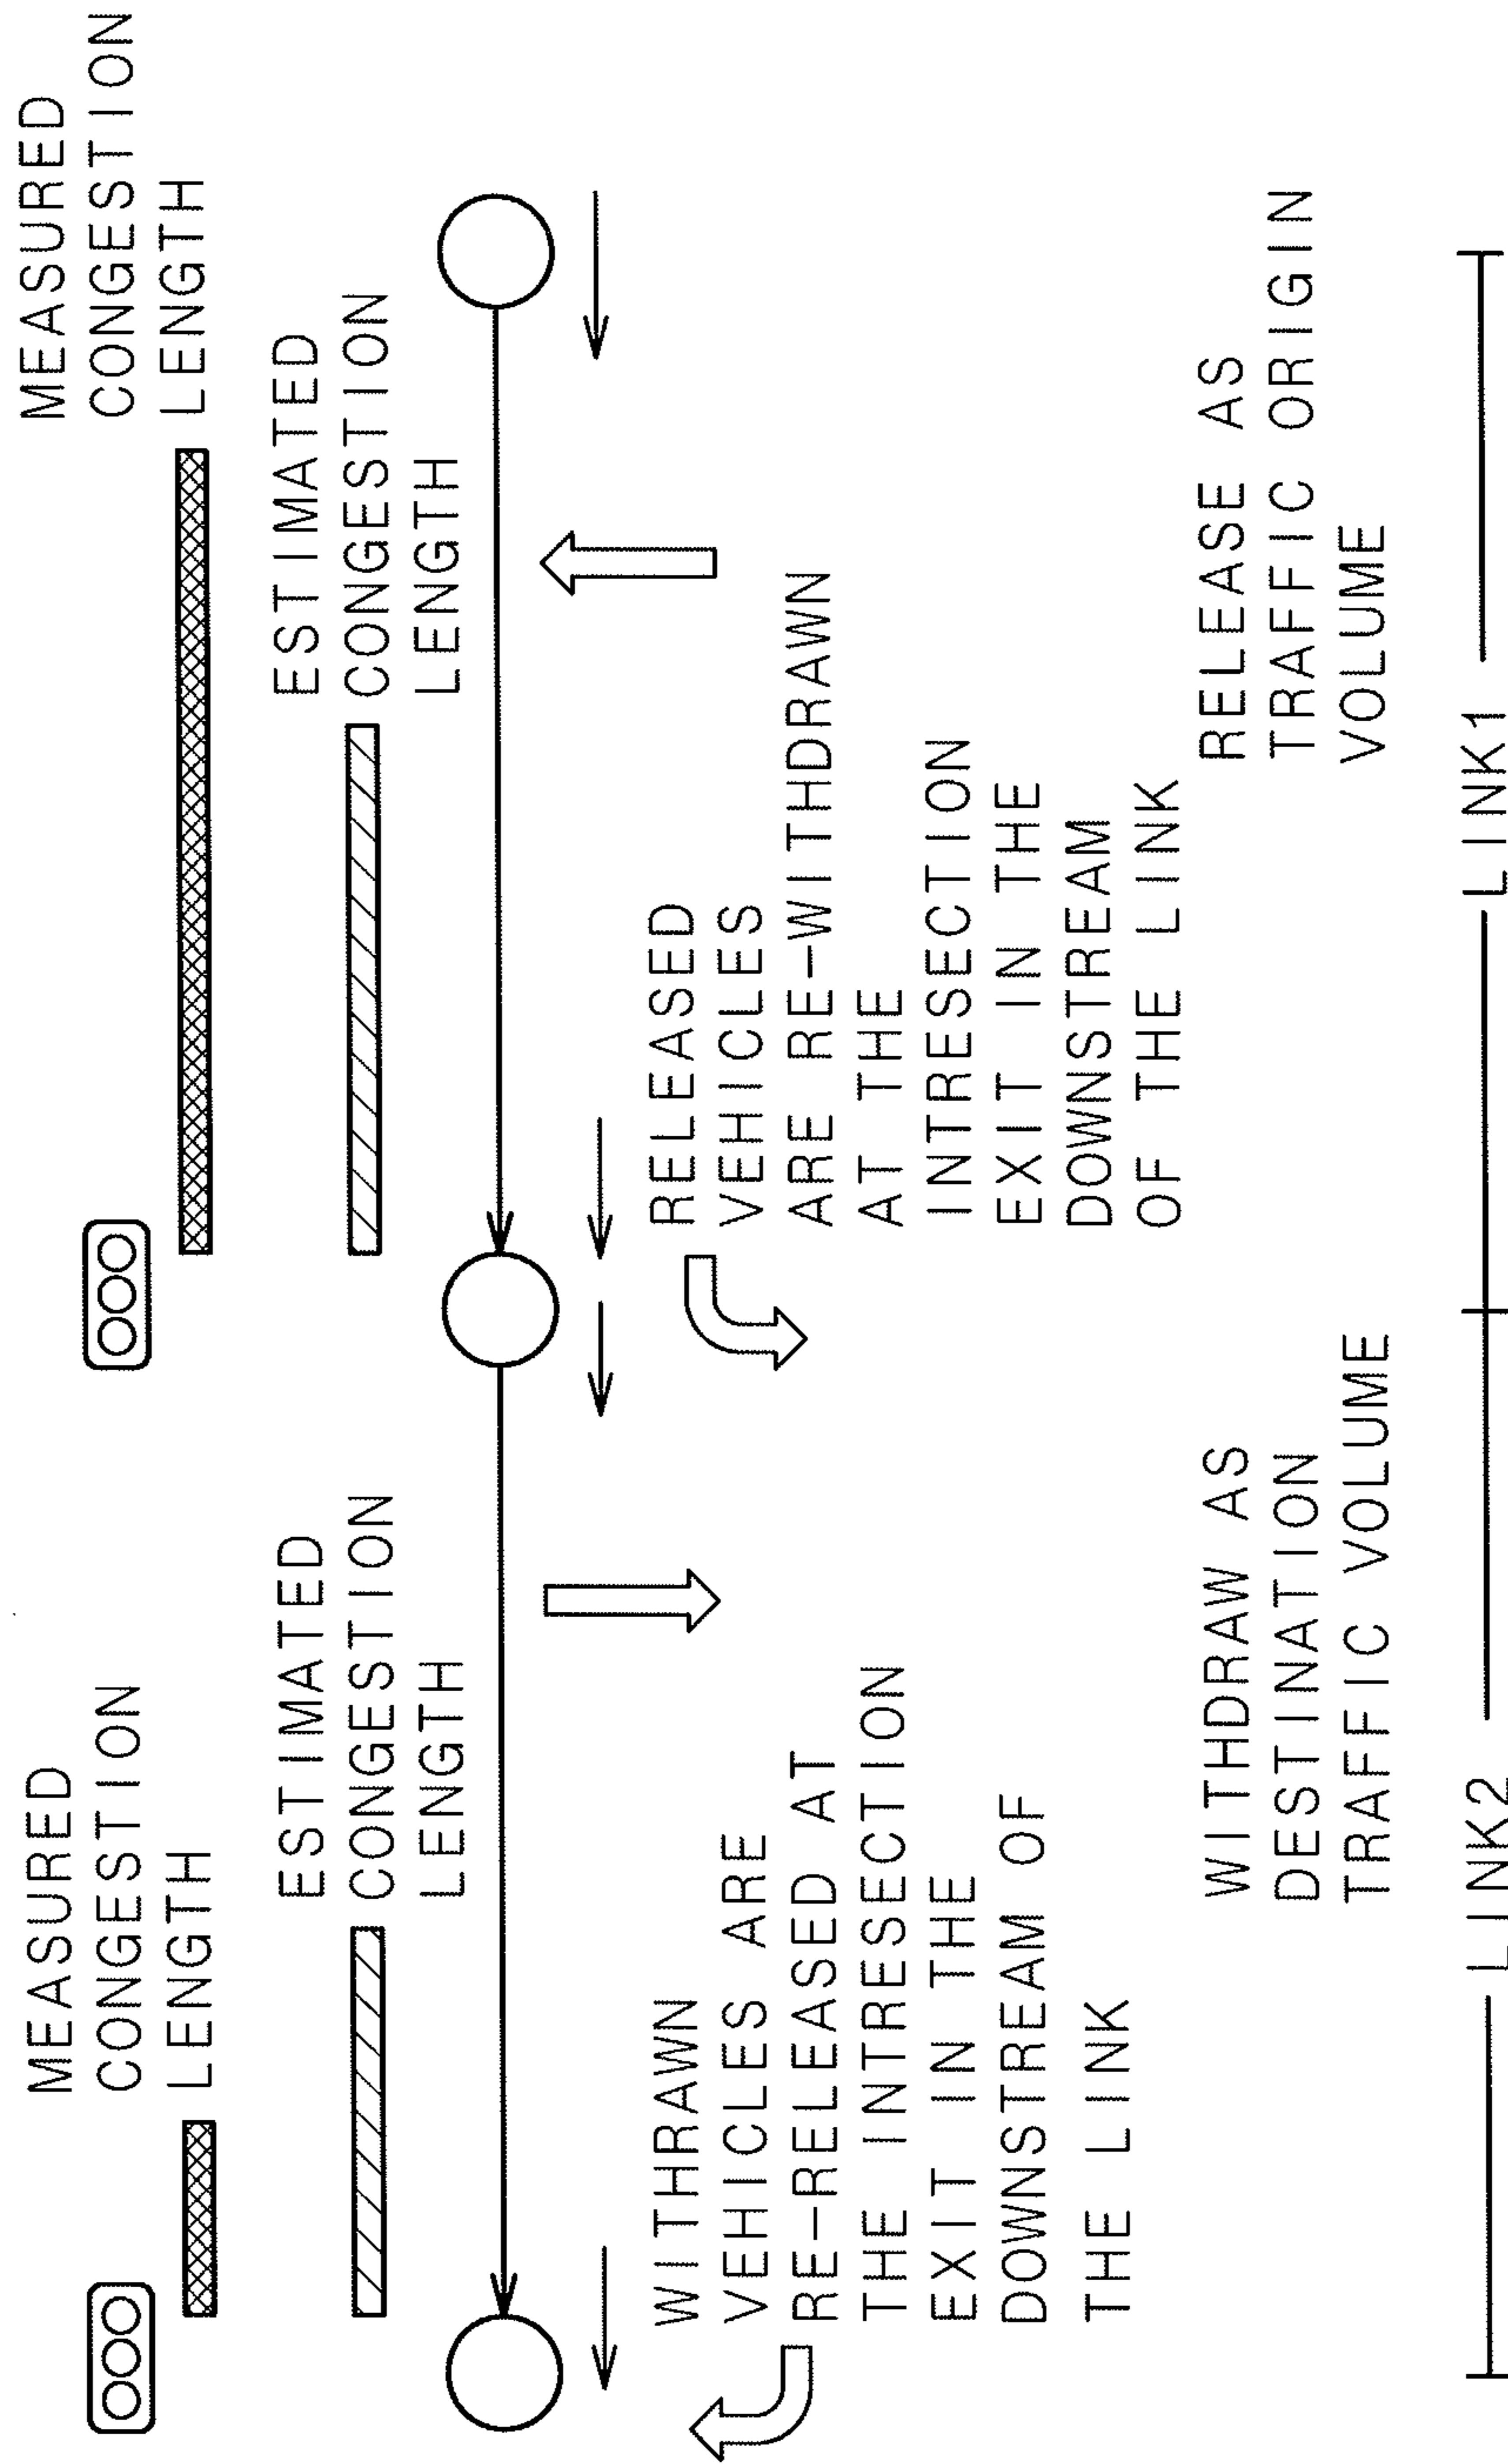 MEASURED
CONGESTION
LENGTH
MEASURED
CONGESTION
LENGTH
ESTIMATED
CONGESTION
LENGTH
ESTIMATED
CONGESTION
LENGTH
WITHRAWN
VEHICLES ARE
RE-RELEASED AT
THE INTRESECTION
EXIT IN THE
DOWNSTREAM OF
THE LINK
RELEASED
VEHICLES
ARE RE-WITHDRAWN
AT THE
INTRESECTION
EXIT IN THE
DOWNSTREAM
OF THE LINK
WITHDRAW AS
DESTINATION
TRAFFIC VOLUME
RELEASE AS
TRAFFIC ORIGIN
VOLUME
LINK2
LINK1